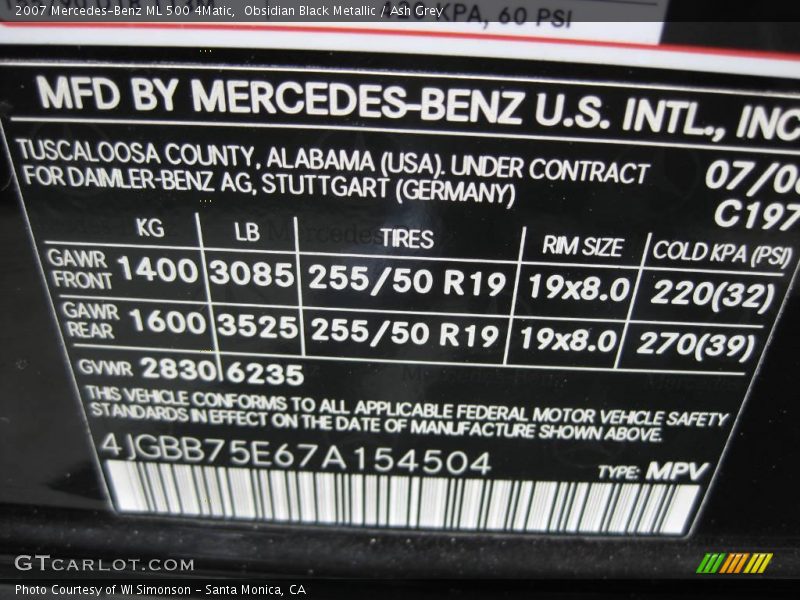 2007 Mercedes-Benz ML 500 4Matic, Obsidian Black Metallic / Ash Grey
KPA, 60 PSI
MFD BY MERCEDES-BENZ U.S. INTL., INC
TUSCALOOSA COUNTY, ALABAMA (USA). UNDER CONTRACT 07/0
FOR DAIMLER-BENZ AG, STUTTGART (GERMANY) C197
KG LB TIRES RIM SIZE COLD KPA (PSI)
GAWR
FRONT 1400 3085 255/50 R19 19x8.0 220(32)
GAWR
REAR 1600 3525 255/50 R19 19x8.0 270(39)
GVWR 2830 6235
THIS VEHICLE CONFORMS TO ALL APPLICABLE FEDERAL MOTOR VEHICLE SAFETY
STANDARDS IN EFFECT ON THE DATE OF MANUFACTURE SHOWN ABOVE.
4JGBB75E67A154504 TYPE: MPV
GTCARLOT.COM
Photo Courtesy of WI Simonson – Santa Monica, CA